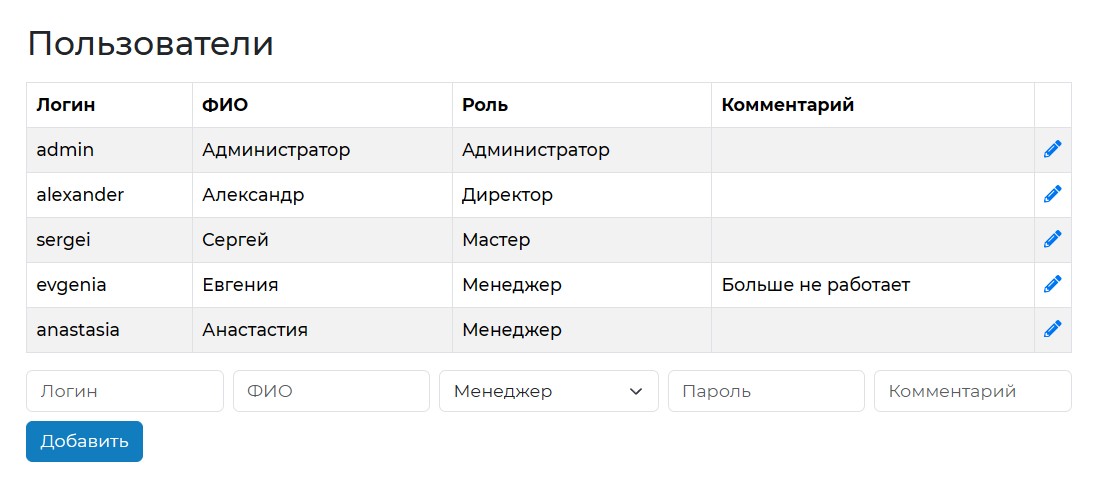 Пользователи
Логин ФИО Роль Комментарий
admin Администратор Администратор
alexander Александр Директор
sergei Сергей Мастер
evgenia Евгения Менеджер Больше не работает
anastasia Анастастия Менеджер
Логин ФИО Менеджер Пароль Комментарий
Добавить